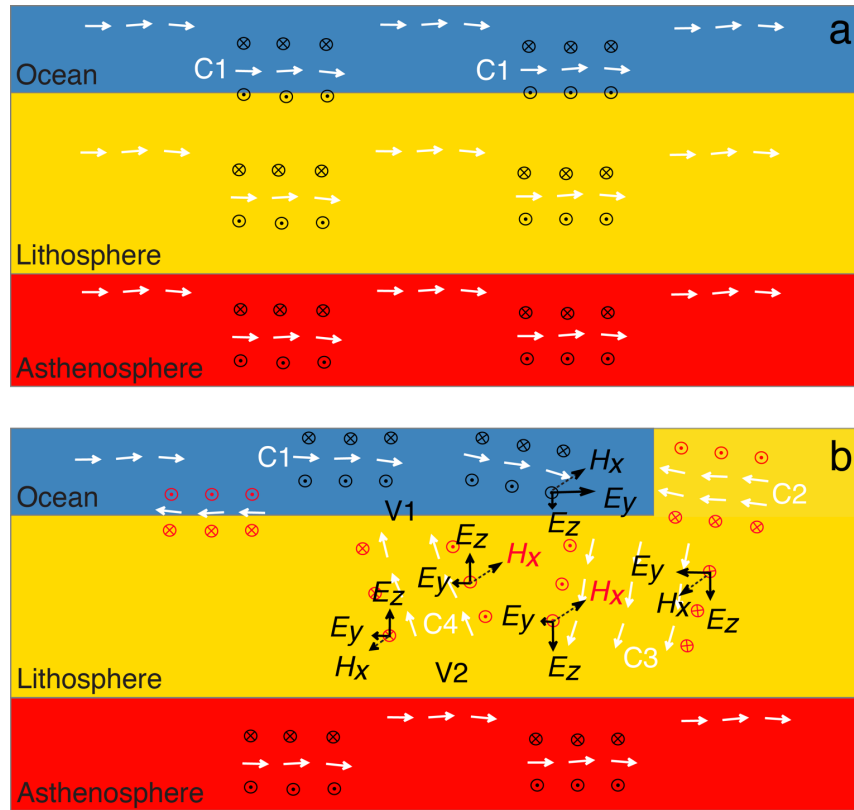 a
C1 C1
Ocean
Lithosphere
Asthenosphere
b
C1 Hx
C2
Ocean Ey
V1 Ez
Ez Hx
Ey Ey
Ez Hx Hx
C4 Ey Ez
Ey
Hx Ez C3
Lithosphere V2
Asthenosphere